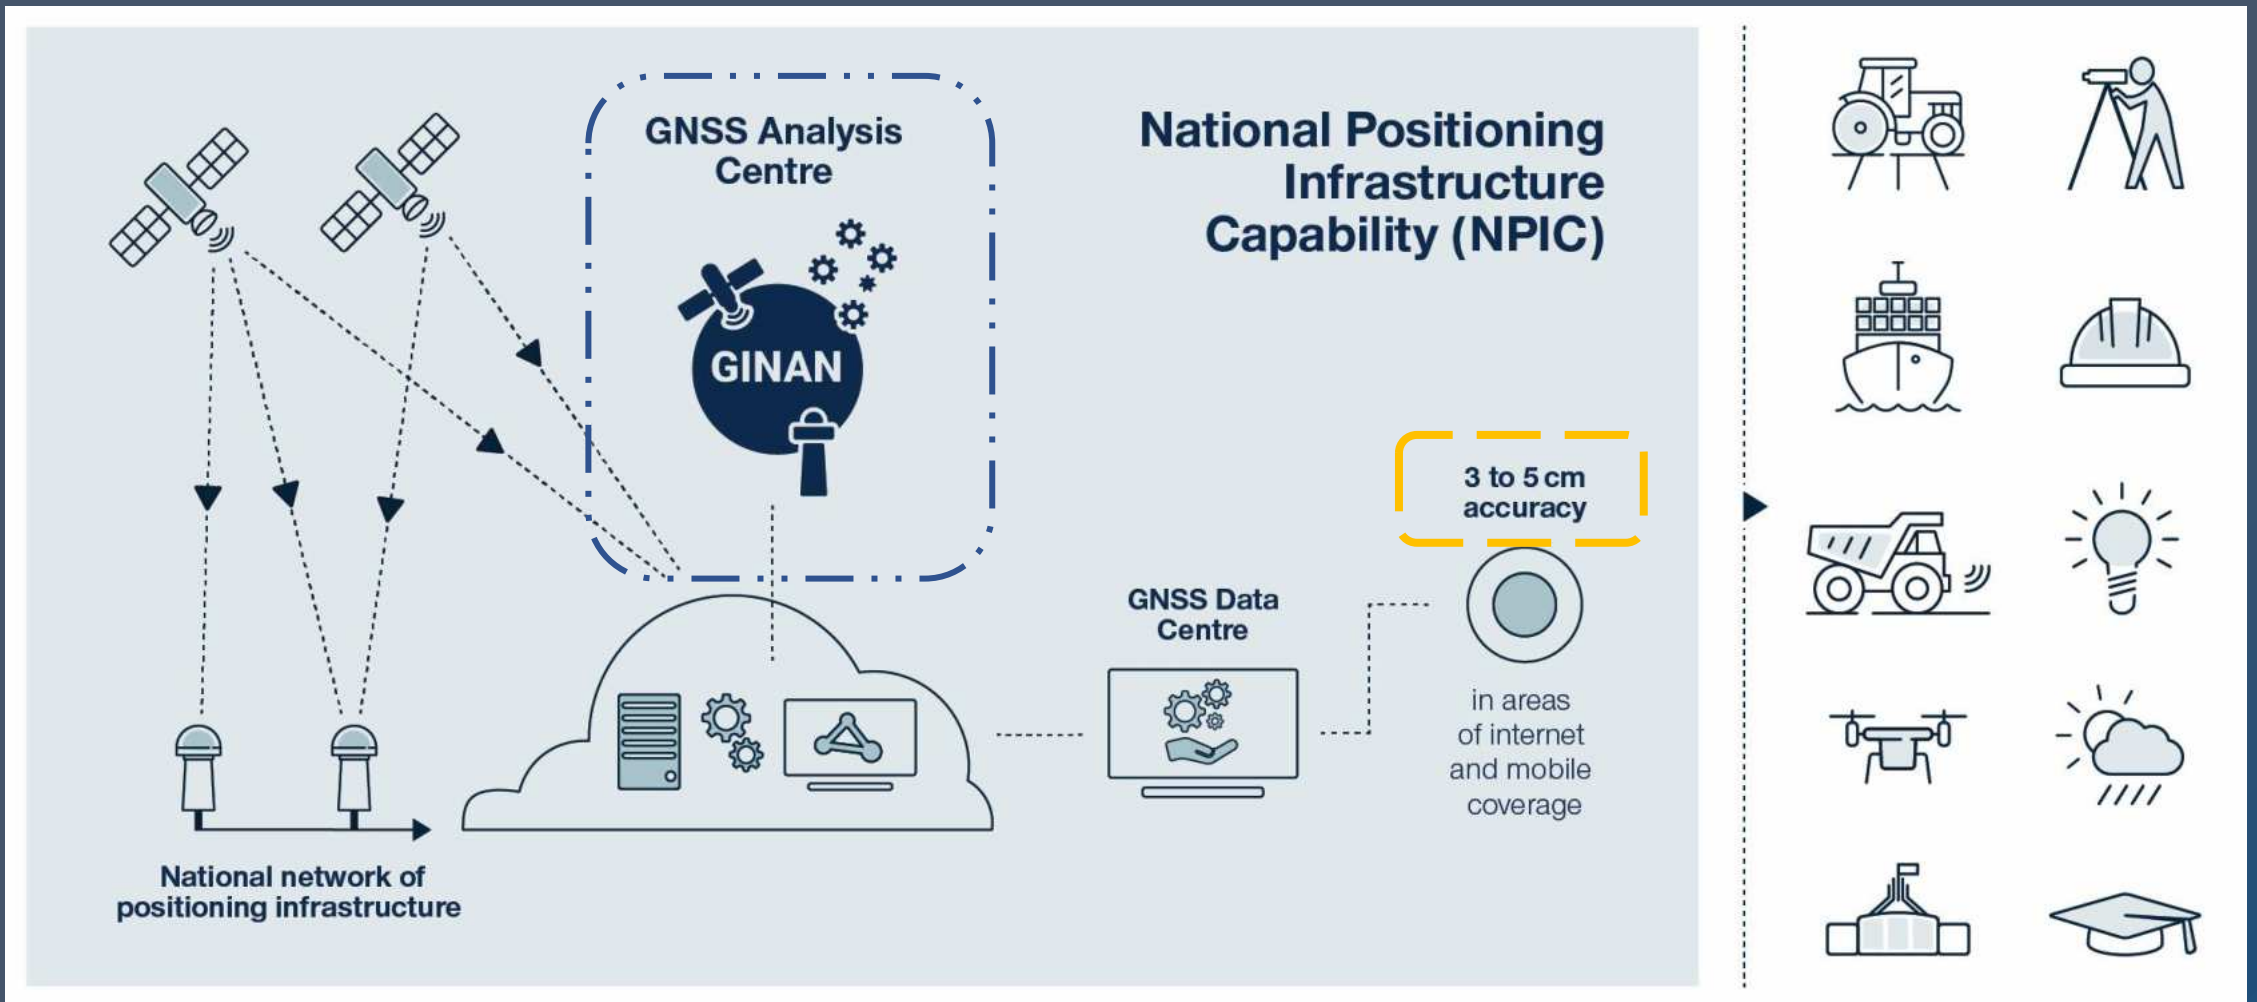 GNSS Analysis
Centre
GINAN
National Positioning
Infrastructure
Capability (NPIC)
3 to 5 cm
accuracy
GNSS Data
Centre
in areas
of internet
and mobile
coverage
National network of
positioning infrastructure